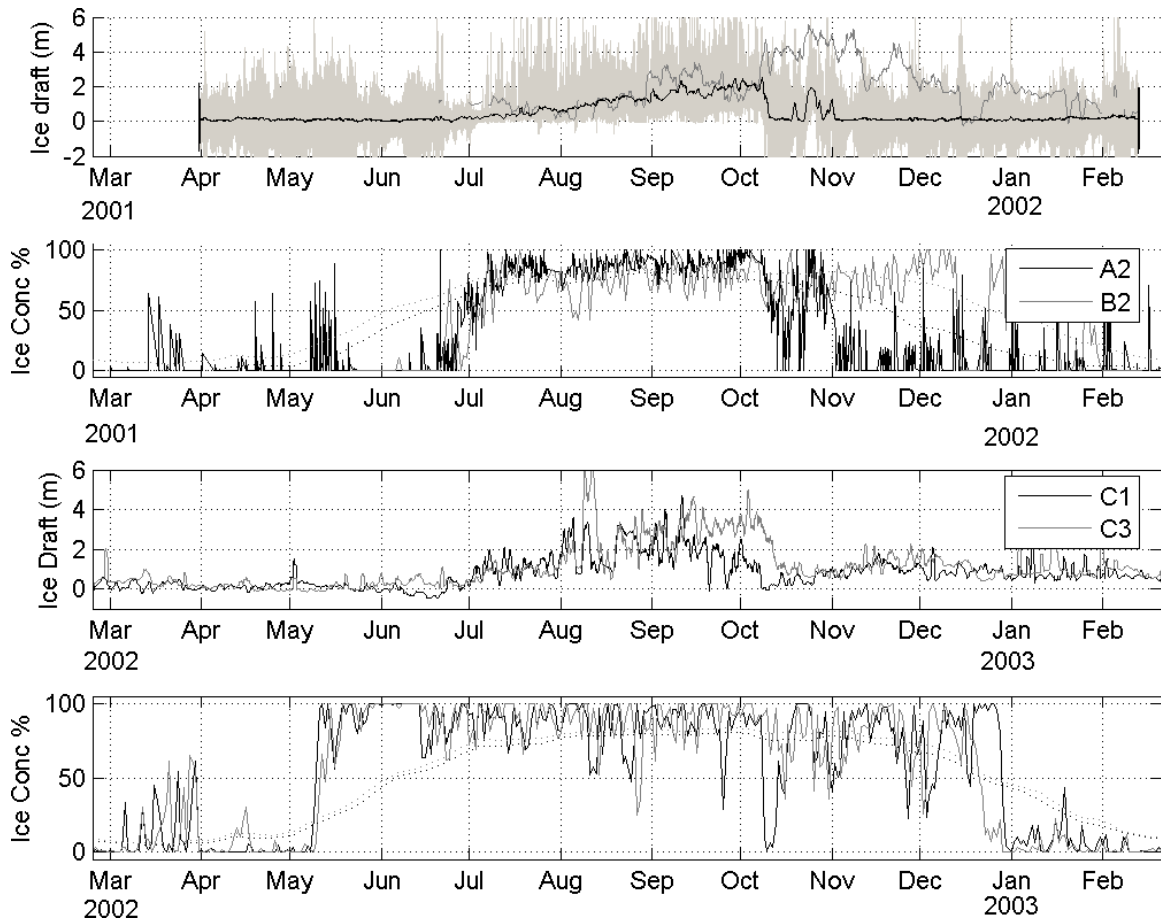 Ice draft (m)
6
4
2
0
-2
Mar Apr May Jun Jul Aug Sep Oct Nov Dec Jan Feb
2001 2002
Ice Conc %
100
50
0
A2
B2
Mar Apr May Jun Jul Aug Sep Oct Nov Dec Jan Feb
2001 2002
Ice Draft (m)
6
4
2
0
C1
C3
Mar Apr May Jun Jul Aug Sep Oct Nov Dec Jan Feb
2002 2003
Ice Conc %
100
50
0
Mar Apr May Jun Jul Aug Sep Oct Nov Dec Jan Feb
2002 2003